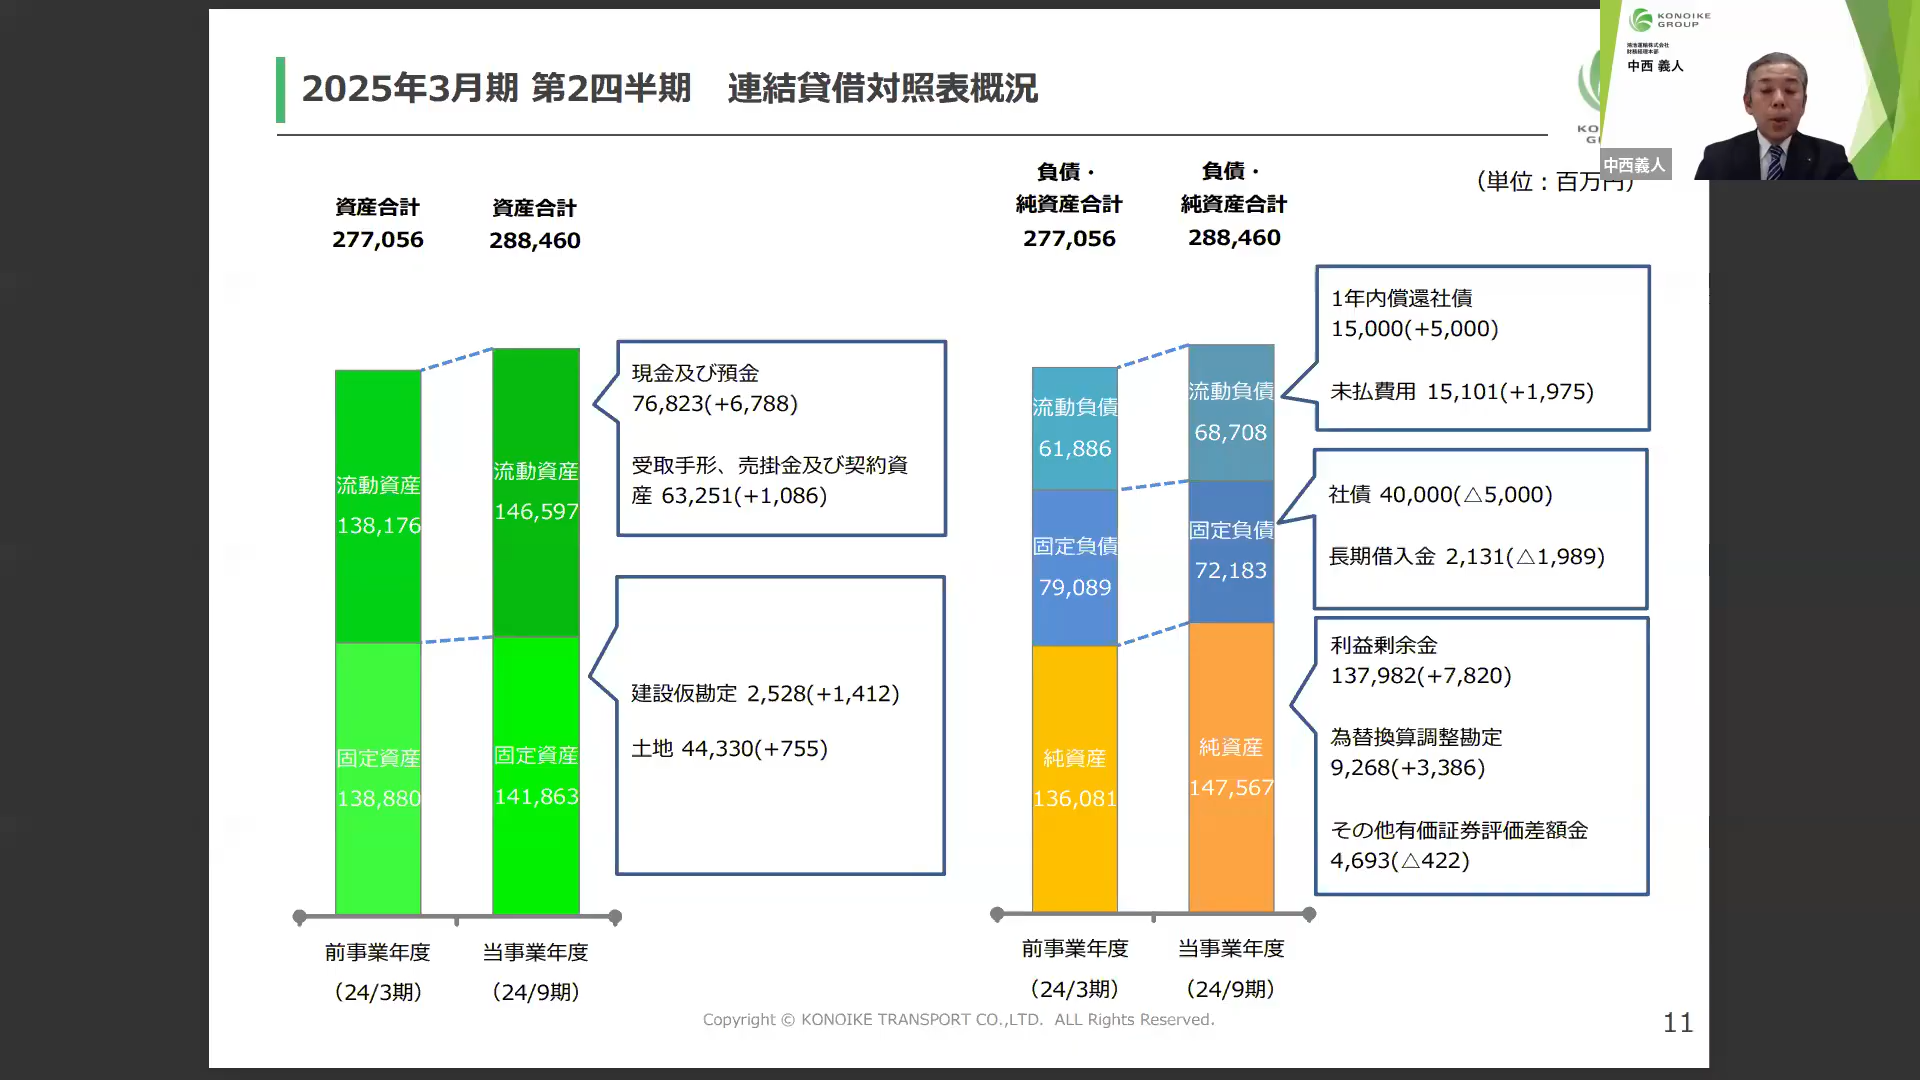 2025年3月期 第2四半期　連結貸借対照表概況
KONOIKE
GROUP
鴻池運輸株式会社
財務経理本部
中西 義人
中西義人
（単位：百万円）
資産合計
277,056
資産合計
288,460
流動資産
138,176
固定資産
138,880
流動資産
146,597
固定資産
141,863
現金及び預金
76,823(+6,788)
受取手形、売掛金及び契約資
産 63,251(+1,086)
建設仮勘定 2,528(+1,412)
土地 44,330(+755)
前事業年度
（24/3期）
当事業年度
（24/9期）
負債・
純資産合計
277,056
負債・
純資産合計
288,460
流動負債
61,886
固定負債
79,089
純資産
136,081
流動負債
68,708
固定負債
72,183
純資産
147,567
1年内償還社債
15,000(+5,000)
未払費用 15,101(+1,975)
社債 40,000(△5,000)
長期借入金 2,131(△1,989)
利益剰余金
137,982(+7,820)
為替換算調整勘定
9,268(+3,386)
その他有価証券評価差額金
4,693(△422)
前事業年度
（24/3期）
当事業年度
（24/9期）
Copyright © KONOIKE TRANSPORT CO.,LTD. ALL Rights Reserved.
11